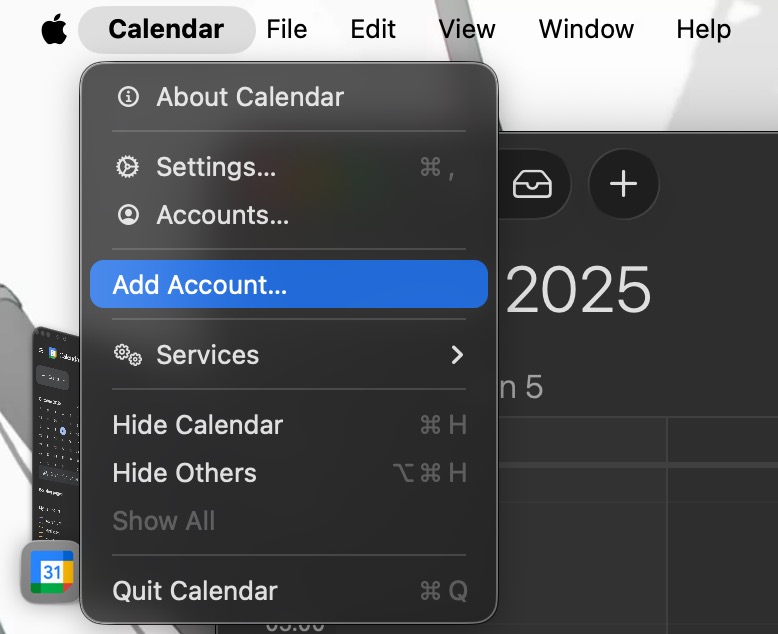 Calendar File Edit View Window Help
About Calendar
Settings... ⌘ ,
Accounts...
Add Account...
2025
Services
n 5
Hide Calendar ⌘ H
Hide Others ⌥ ⌘ H
Show All
31
Quit Calendar ⌘ Q